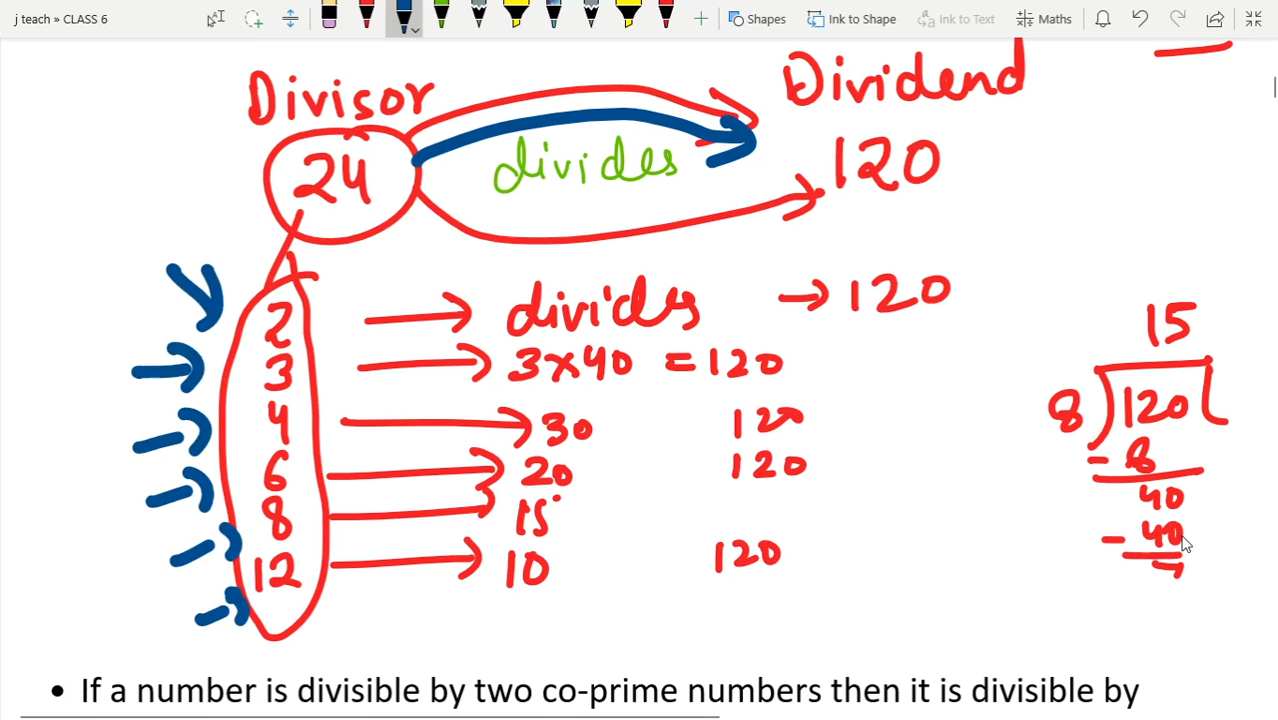 j teach » CLASS 6
Shapes Ink to Shape Ink to Text Maths
Divisor Dividend
24 divides 120
2 divides → 120
3 → 3×40 = 120
4 → 30 120
6 → 20 120
8 → 15
12 → 10 120
15
8 120
- 8
40
- 40
• If a number is divisible by two co-prime numbers then it is divisible by